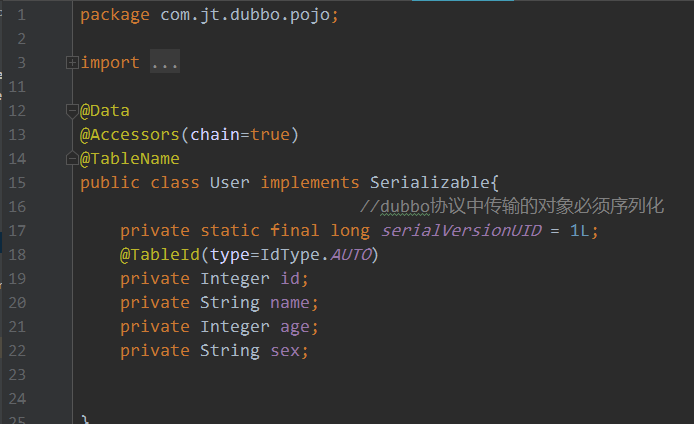 1 package com.jt.dubbo.pojo;
2
3 import ...
11
12 @Data
13 @Accessors(chain=true)
14 @TableName
15 public class User implements Serializable{
16 //dubbo协议中传输的对象必须序列化
17 private static final long serialVersionUID = 1L;
18 @TableId(type=IdType.AUTO)
19 private Integer id;
20 private String name;
21 private Integer age;
22 private String sex;
23
24
25 }